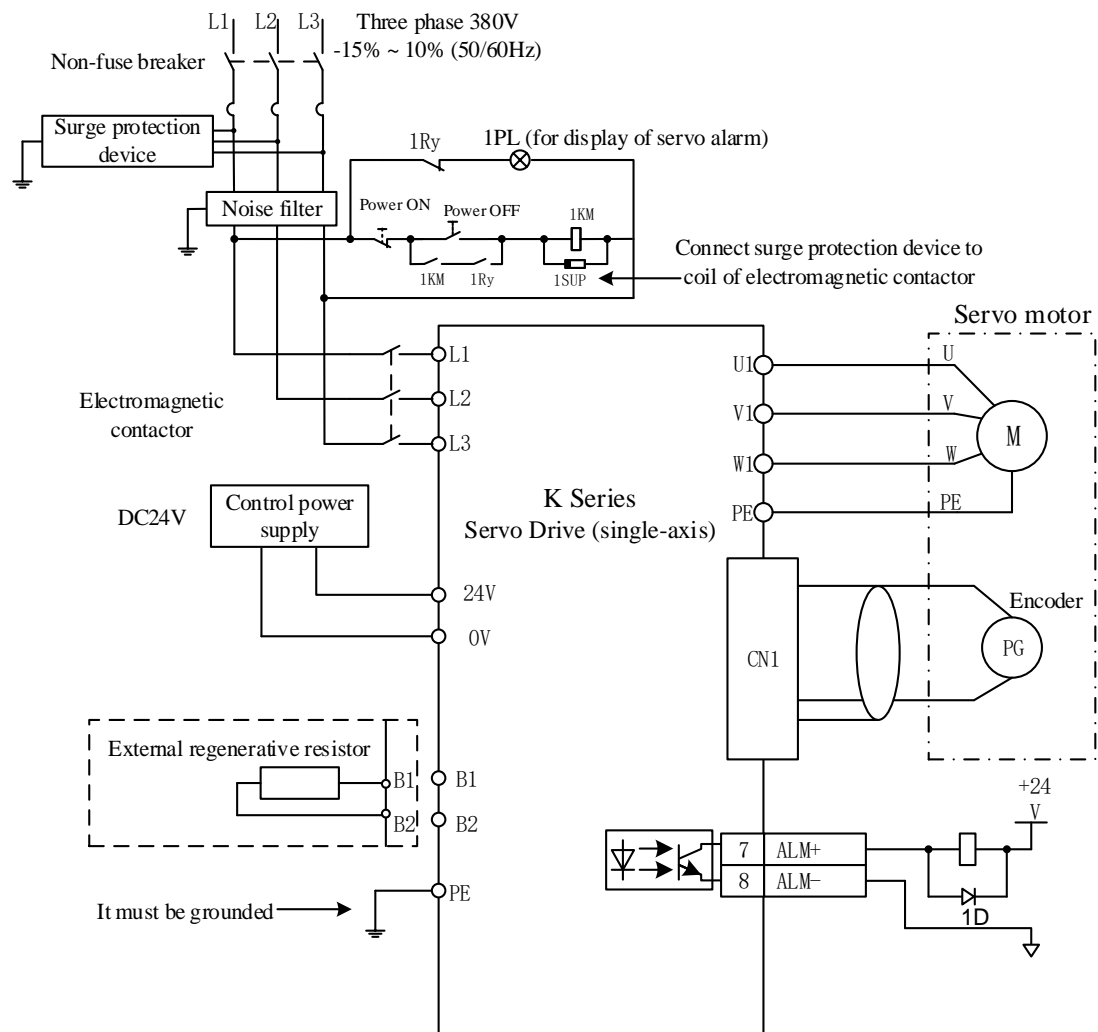 L1 L2 L3
Three phase 380V
-15% ~ 10% (50/60Hz)
Non-fuse breaker
Surge protection
device
1Ry
1PL (for display of servo alarm)
Noise filter
Power ON
Power OFF
1KM
1KM
1Ry
1SUP
Connect surge protection device to
coil of electromagnetic contactor
Servo motor
L1
L2
L3
Electromagnetic
contactor
U1
V1
W1
PE
U
V
W
PE
M
K Series
Servo Drive (single-axis)
DC24V
Control power
supply
24V
0V
CN1
Encoder
PG
External regenerative resistor
B1
B2
B1
B2
PE
It must be grounded
7 ALM+
8 ALM-
+24
V
1D